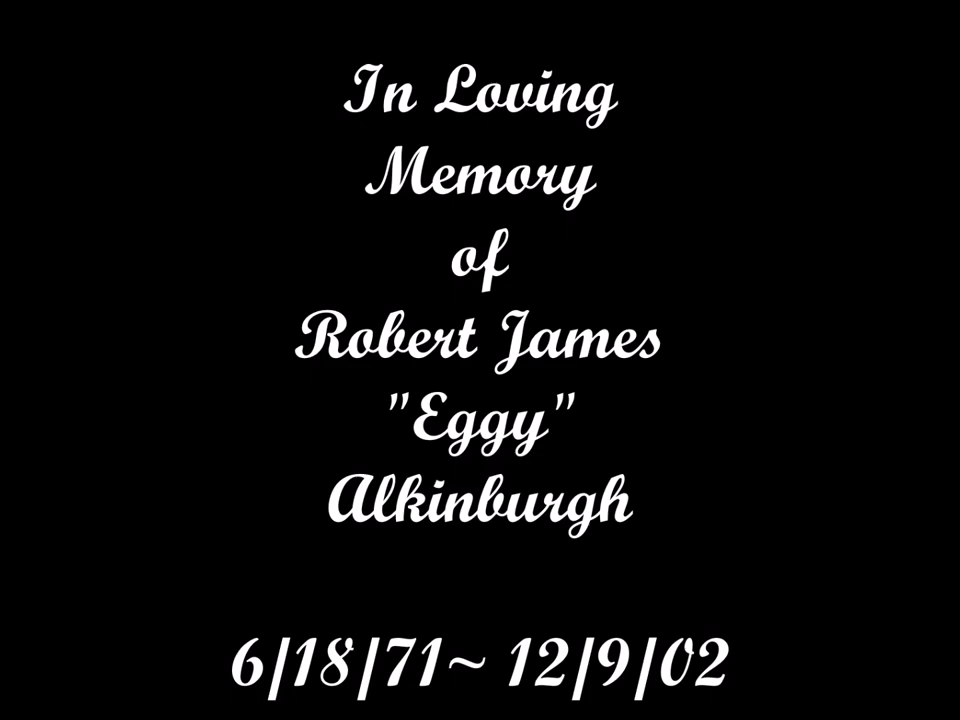 In Loving
Memory
of
Robert James
"Eggy"
Alkinburgh
6/18/71~ 12/9/02